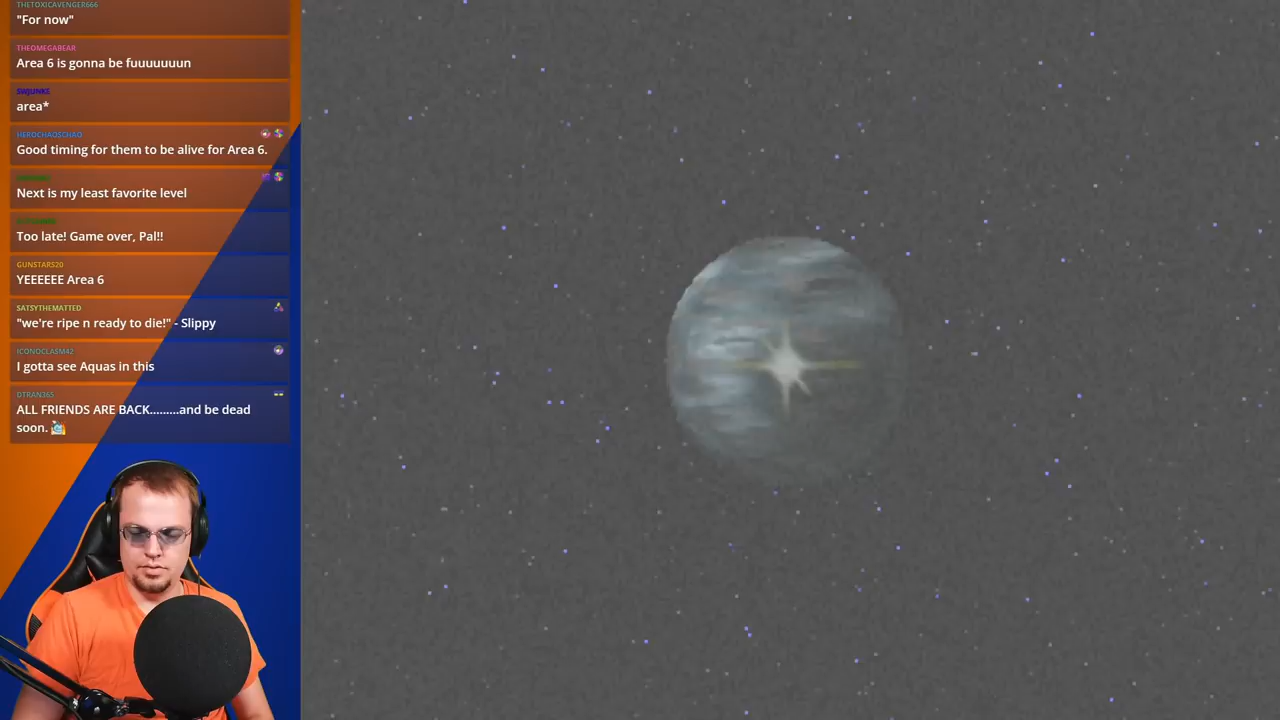 THETOXICAVENGER666
"For now"
THEOMEGABEAR
Area 6 is gonna be fuuuuuuun
area*
HEROCHAOSCHAO
Good timing for them to be alive for Area 6.
Next is my least favorite level
Too late! Game over, Pal!!
GUNSTARS20
YEEEEEE Area 6
SATSYTHEMATTED
"we're ripe n ready to die!" - Slippy
ICONOCLASM42
I gotta see Aquas in this
DTRAN365
ALL FRIENDS ARE BACK.........and be dead
soon.